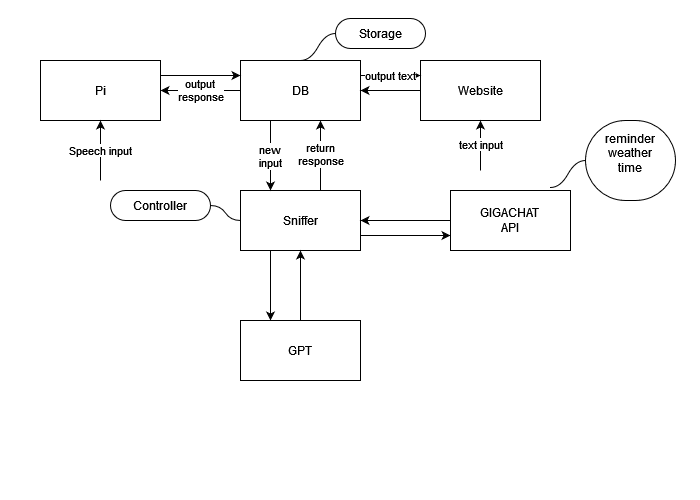 Storage
Pi
output
response
DB
output text
Website
Speech input
new
input
return
response
text input
reminder
weather
time
Controller
Sniffer
GIGACHAT
API
GPT